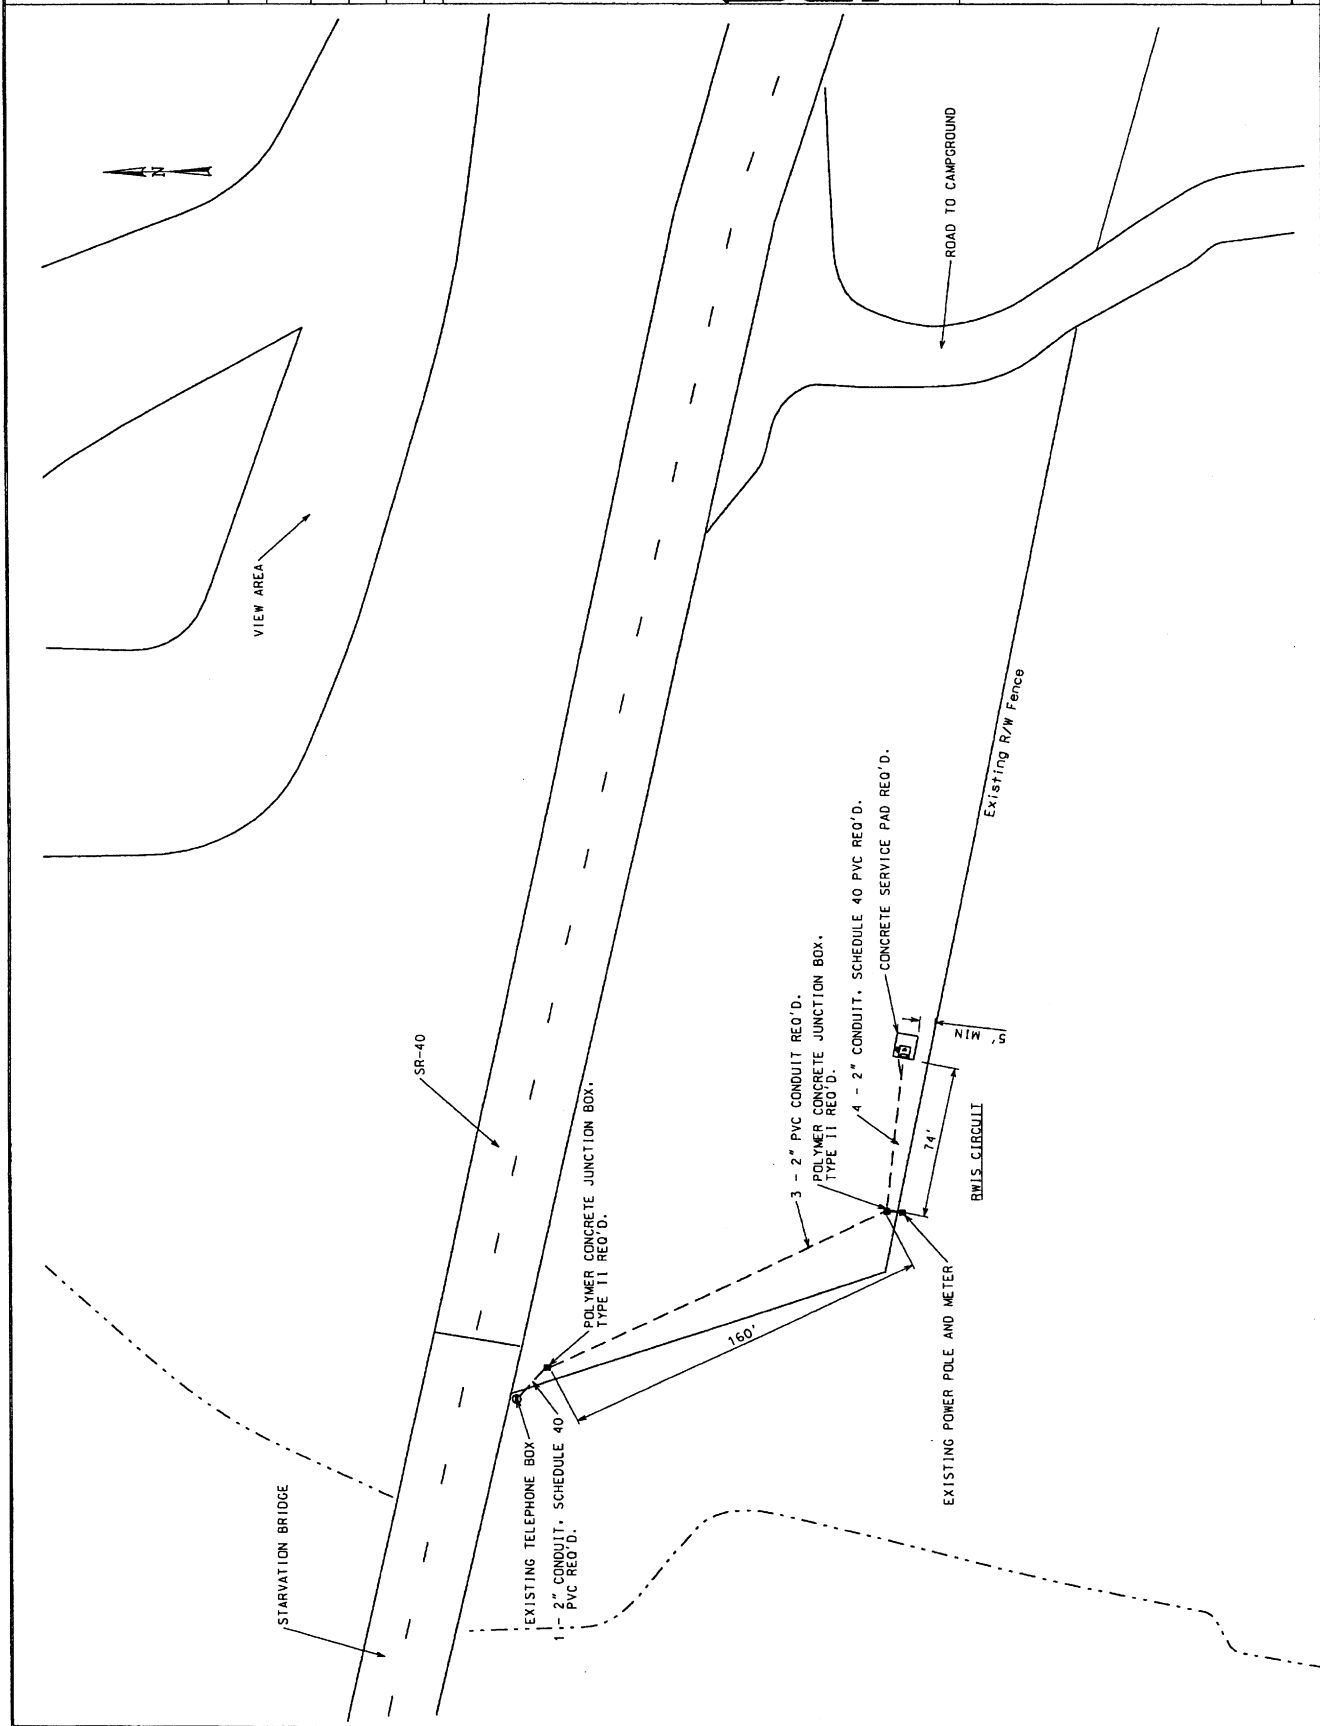 N
VIEW AREA
ROAD TO CAMPGROUND
SR-40
STARVATION BRIDGE
POLYMER CONCRETE JUNCTION BOX,
TYPE II REQ'D.
EXISTING TELEPHONE BOX
1 - 2" CONDUIT, SCHEDULE 40
PVC REQ'D.
160'
3 - 2" PVC CONDUIT REQ'D.
POLYMER CONCRETE JUNCTION BOX,
TYPE II REQ'D.
4 - 2" CONDUIT, SCHEDULE 40 PVC REQ'D.
CONCRETE SERVICE PAD REQ'D.
Existing R/W Fence
5' MIN
74'
RWIS CIRCUIT
EXISTING POWER POLE AND METER